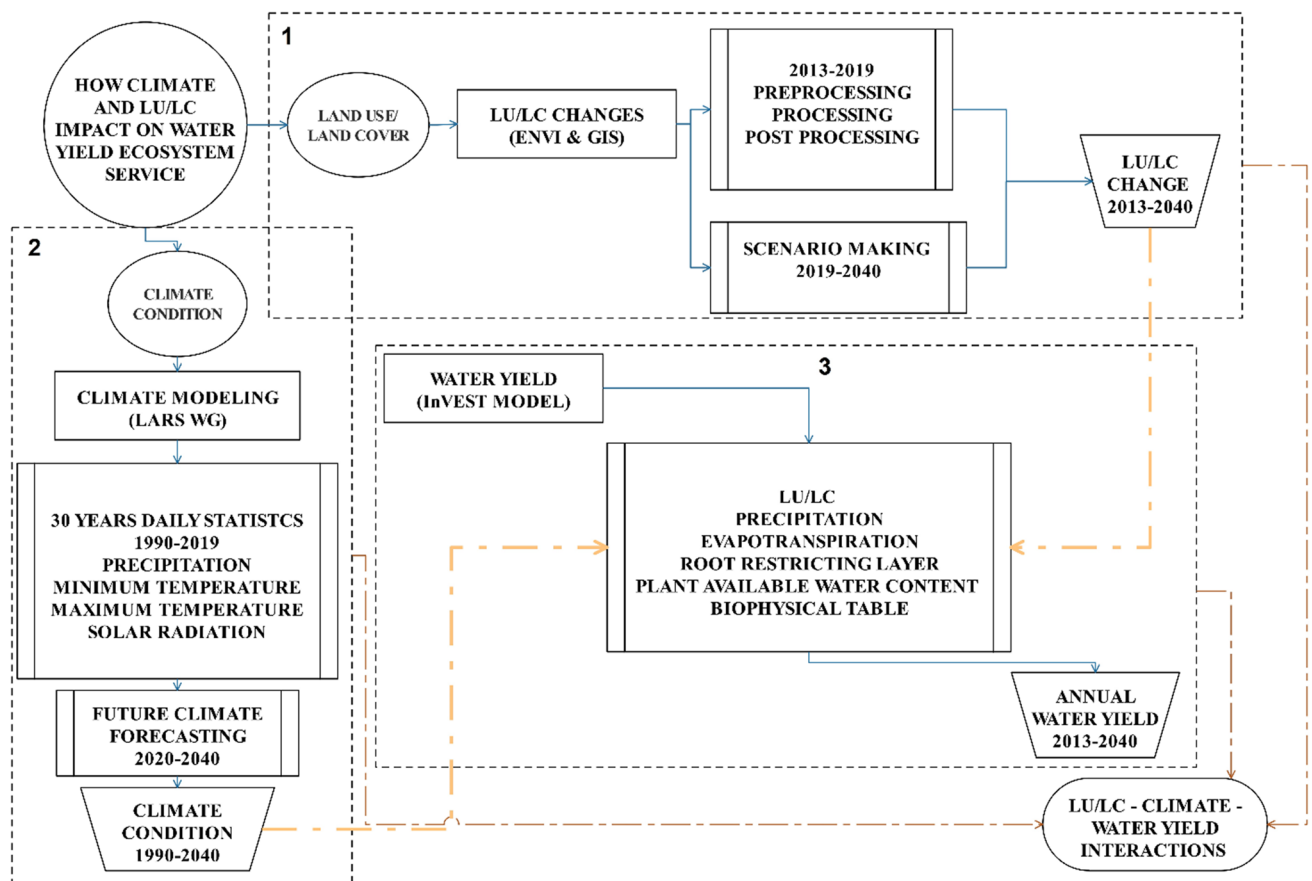 HOW CLIMATE
AND LU/LC
IMPACT ON WATER
YIELD ECOSYSTEM
SERVICE
1
LAND USE/
LAND COVER
LU/LC CHANGES
(ENVI & GIS)
2013-2019
PREPROCESSING
PROCESSING
POST PROCESSING
SCENARIO MAKING
2019-2040
LU/LC
CHANGE
2013-2040
2
CLIMATE
CONDITION
CLIMATE MODELING
(LARS WG)
30 YEARS DAILY STATISTCS
1990-2019
PRECIPITATION
MINIMUM TEMPERATURE
MAXIMUM TEMPERATURE
SOLAR RADIATION
FUTURE CLIMATE
FORECASTING
2020-2040
CLIMATE
CONDITION
1990-2040
3
WATER YIELD
(InVEST MODEL)
LU/LC
PRECIPITATION
EVAPOTRANSPIRATION
ROOT RESTRICTING LAYER
PLANT AVAILABLE WATER CONTENT
BIOPHYSICAL TABLE
ANNUAL
WATER YIELD
2013-2040
LU/LC - CLIMATE -
WATER YIELD
INTERACTIONS